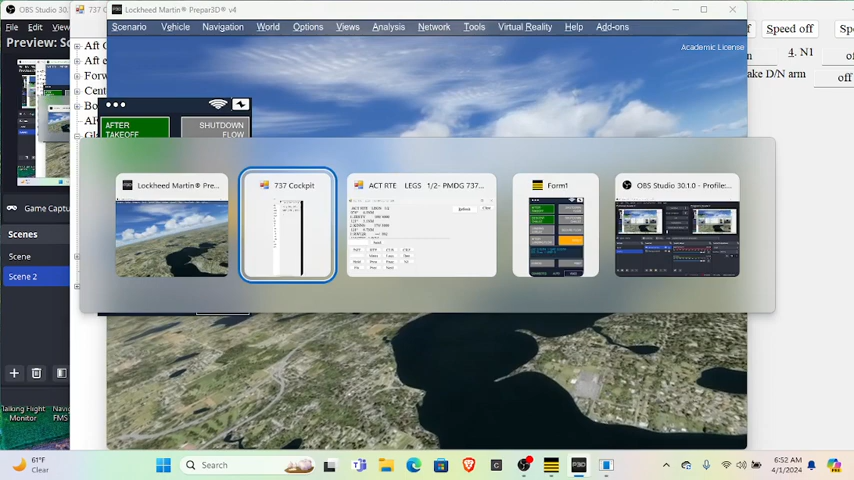 OBS Studio 30.1
737 C
Lockheed Martin® Prepar3D® v4
File
Edit
Scenario
Vehicle
Navigation
World
Options
Views
Analysis
Network
Tools
Virtual Reality
Help
Add-ons
Speed off
Preview: Sc
Academic License
4. N1
Aft
Aft e
Forw
Cent
ake D/N arm
off
AFTER
TAKEOFF
SHUTDOWN
FLOW
Lockheed Martin® Pre...
737 Cockpit
ACT RTE LEGS 1/2- PMDG 737...
Form1
OBS Studio 30.1.0 - Profile:...
Game Captu
Scenes
Scene
Scene 2
Talking Flight
Monitor
Navi
FMS
61°F
Clear
Search
6:52 AM
4/1/2024